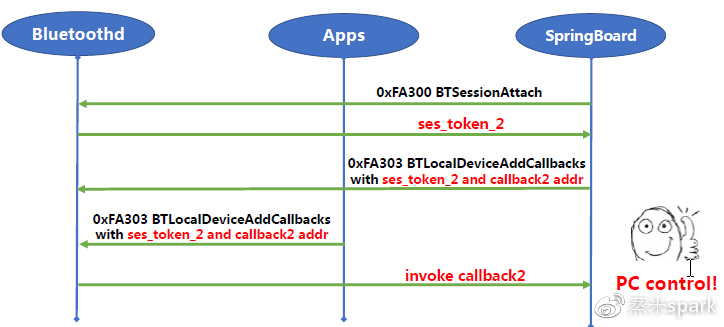 Bluetoothd
Apps
SpringBoard
0xFA300 BTSessionAttach
ses_token_2
0xFA303 BTLocalDeviceAddCallbacks
with ses_token_2 and callback2 addr
0xFA303 BTLocalDeviceAddCallbacks
with ses_token_2 and callback2 addr
invoke callback2
PC control!
蒸米spark